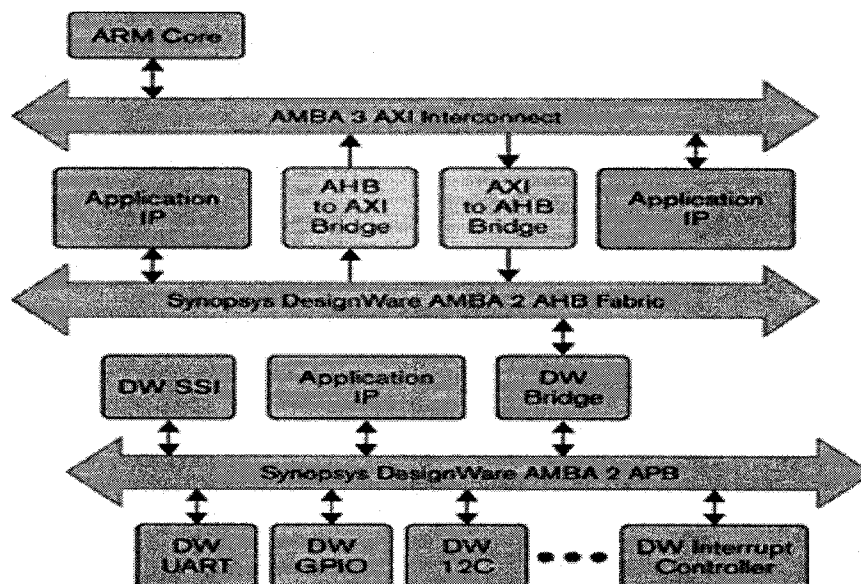 ARM Core
AMBA 3 AXI Interconnect
Application
IP
AHB
to AXI
Bridge
AXI
to AHB
Bridge
Application
IP
Synopsys DesignWare AMBA 2 AHB Fabric
DW SSI
Application
IP
DW
Bridge
Synopsys DesignWare AMBA 2 APB
DW
UART
DW
GPIO
DW
12C
DW Interrupt
Controller